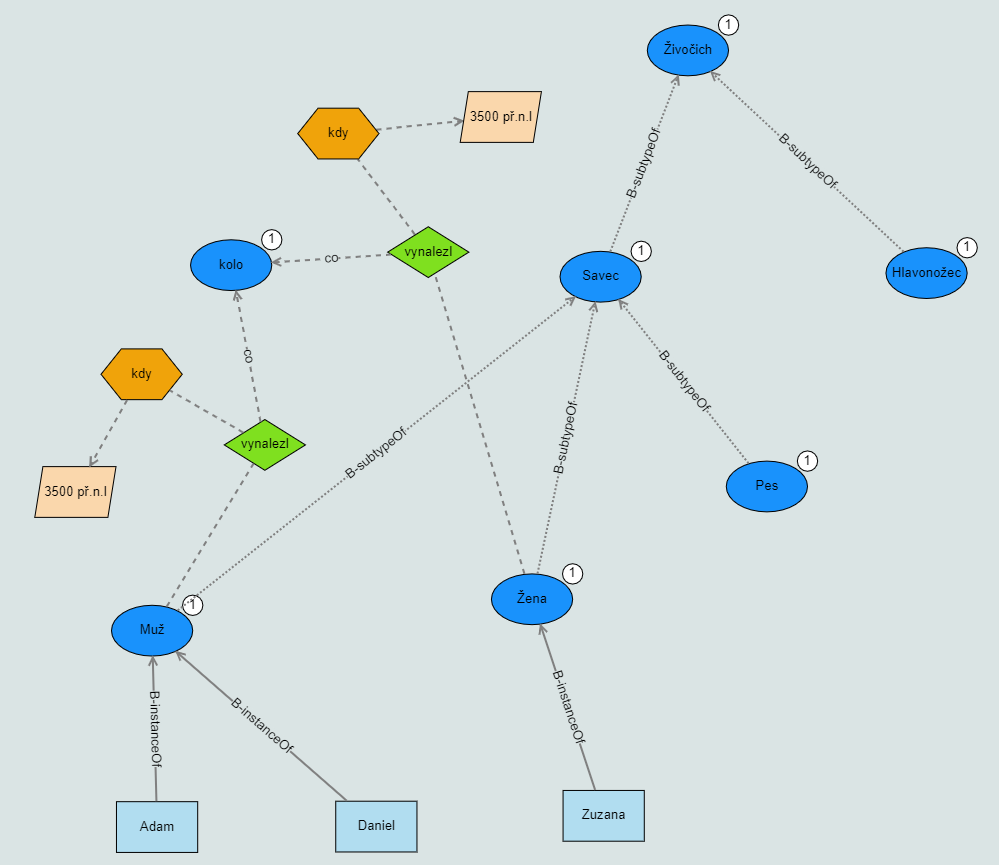 1
Živočich
3500 př.n.l
kdy
B-subtypeOf
B-subtypeOf
1
kolo
vynalezl
co
1
Savec
1
Hlavonožec
kdy
co
B-subtypeOf
vynalezl
B-subtypeOf
B-subtypeOf
3500 př.n.l
1
Pes
1
Žena
1
Muž
B-instanceOf
B-instanceOf
B-instanceOf
Adam
Daniel
Zuzana